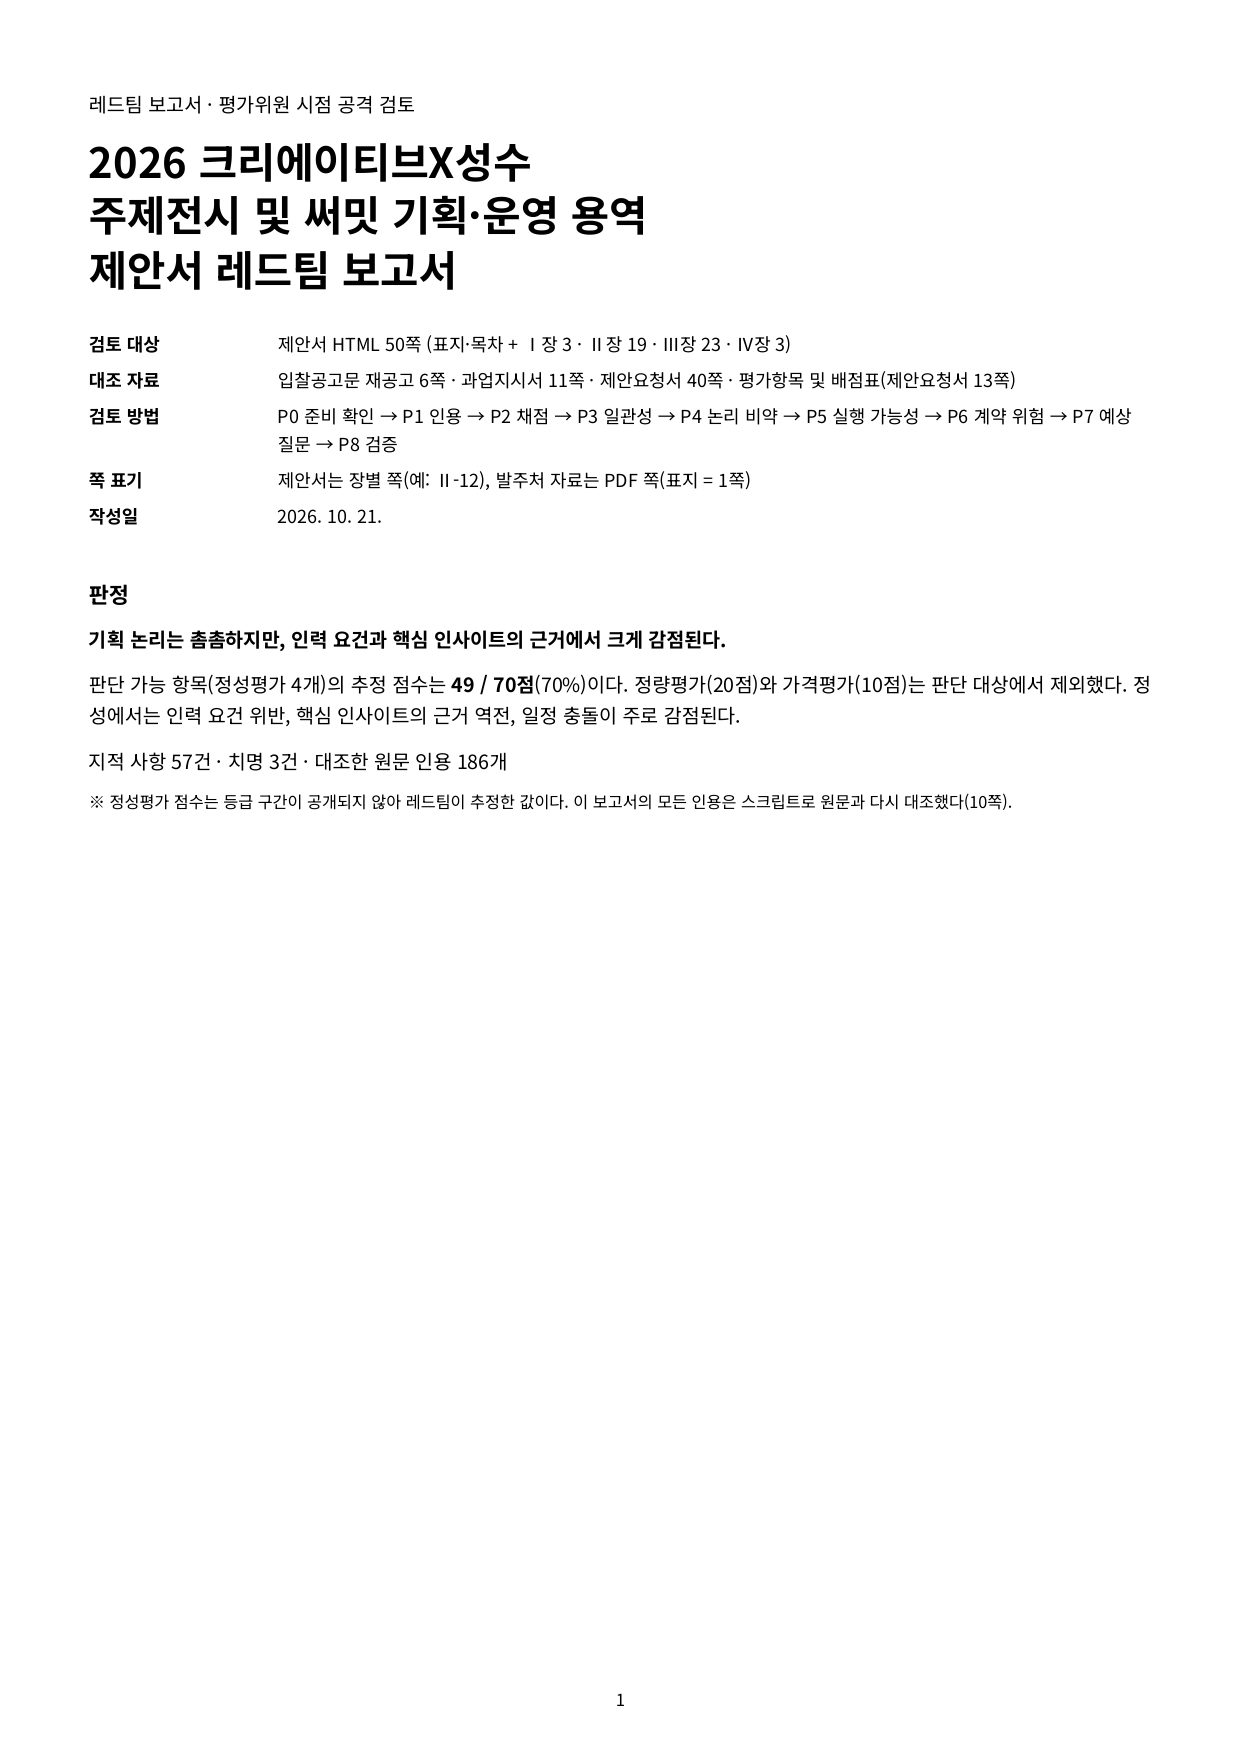 레드팀 보고서 · 평가위원 시점 공격 검토
2026 크리에이티브X성수
주제전시 및 써밋 기획·운영 용역
제안서 레드팀 보고서
검토 대상 제안서 HTML 50쪽 (표지·목차 + Ⅰ장 3 · Ⅱ장 19 · Ⅲ장 23 · Ⅳ장 3)
대조 자료 입찰공고문 재공고 6쪽 · 과업지시서 11쪽 · 제안요청서 40쪽 · 평가항목 및 배점표(제안요청서 13쪽)
검토 방법 P0 준비 확인 → P1 인용 → P2 채점 → P3 일관성 → P4 논리 비약 → P5 실행 가능성 → P6 계약 위험 → P7 예상
질문 → P8 검증
쪽 표기 제안서는 장별 쪽(예: Ⅱ-12), 발주처 자료는 PDF 쪽(표지 = 1쪽)
작성일 2026. 10. 21.
판정
기획 논리는 촘촘하지만, 인력 요건과 핵심 인사이트의 근거에서 크게 감점된다.
판단 가능 항목(정성평가 4개)의 추정 점수는 49 / 70점(70%)이다. 정량평가(20점)와 가격평가(10점)는 판단 대상에서 제외했다. 정
성에서는 인력 요건 위반, 핵심 인사이트의 근거 역전, 일정 충돌이 주로 감점된다.
지적 사항 57건 · 치명 3건 · 대조한 원문 인용 186개
※ 정성평가 점수는 등급 구간이 공개되지 않아 레드팀이 추정한 값이다. 이 보고서의 모든 인용은 스크립트로 원문과 다시 대조했다(10쪽).
1